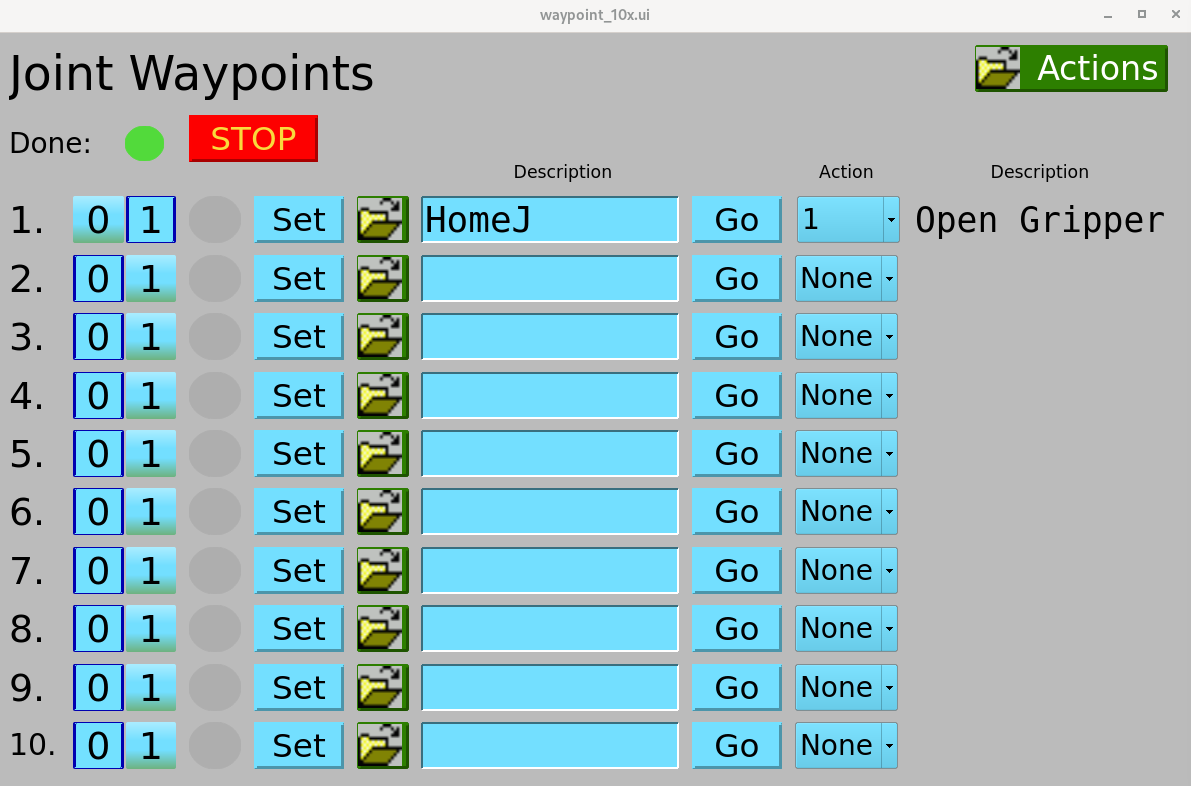 waypoint_10x.ui
Joint Waypoints
Actions
Done: STOP
Description Action Description
1. 0 1 Set HomeJ Go 1 Open Gripper
2. 0 1 Set Go None
3. 0 1 Set Go None
4. 0 1 Set Go None
5. 0 1 Set Go None
6. 0 1 Set Go None
7. 0 1 Set Go None
8. 0 1 Set Go None
9. 0 1 Set Go None
10. 0 1 Set Go None